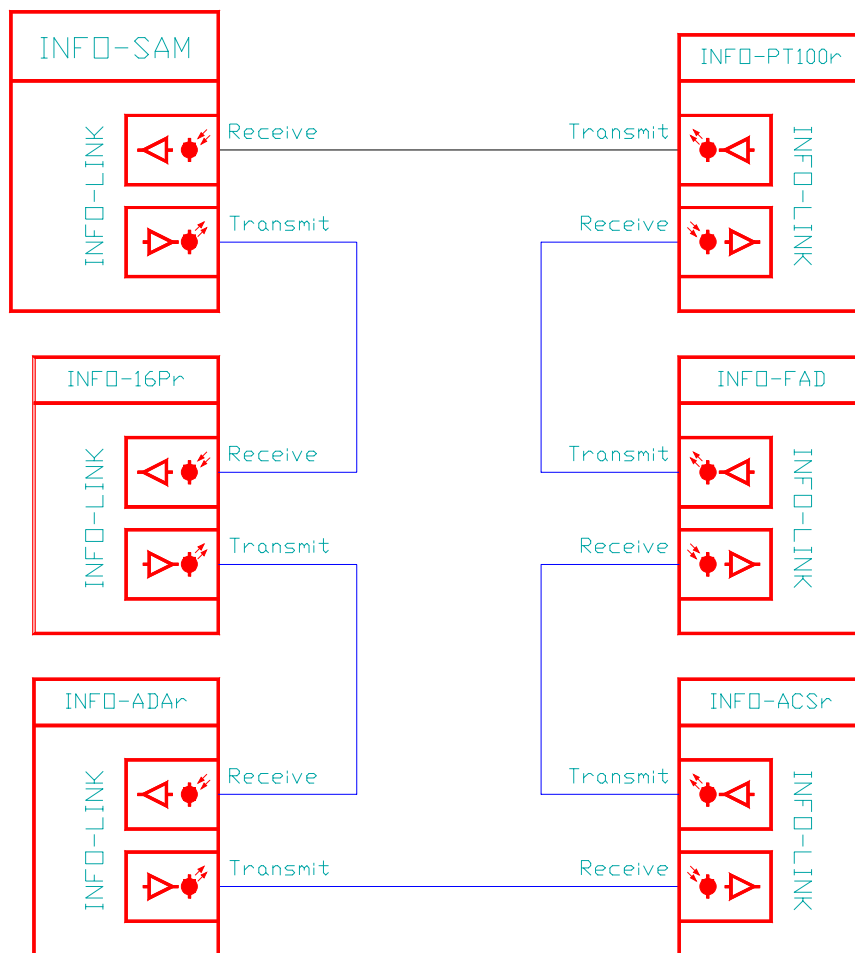 INFO-SAM
INFO-PT100r
INFO-LINK
Receive
Transmit
INFO-LINK
Transmit
Receive
INFO-16Pr
INFO-FAD
INFO-LINK
Receive
Transmit
INFO-LINK
Transmit
Receive
INFO-ADAr
INFO-ACSr
INFO-LINK
Receive
Transmit
INFO-LINK
Transmit
Receive